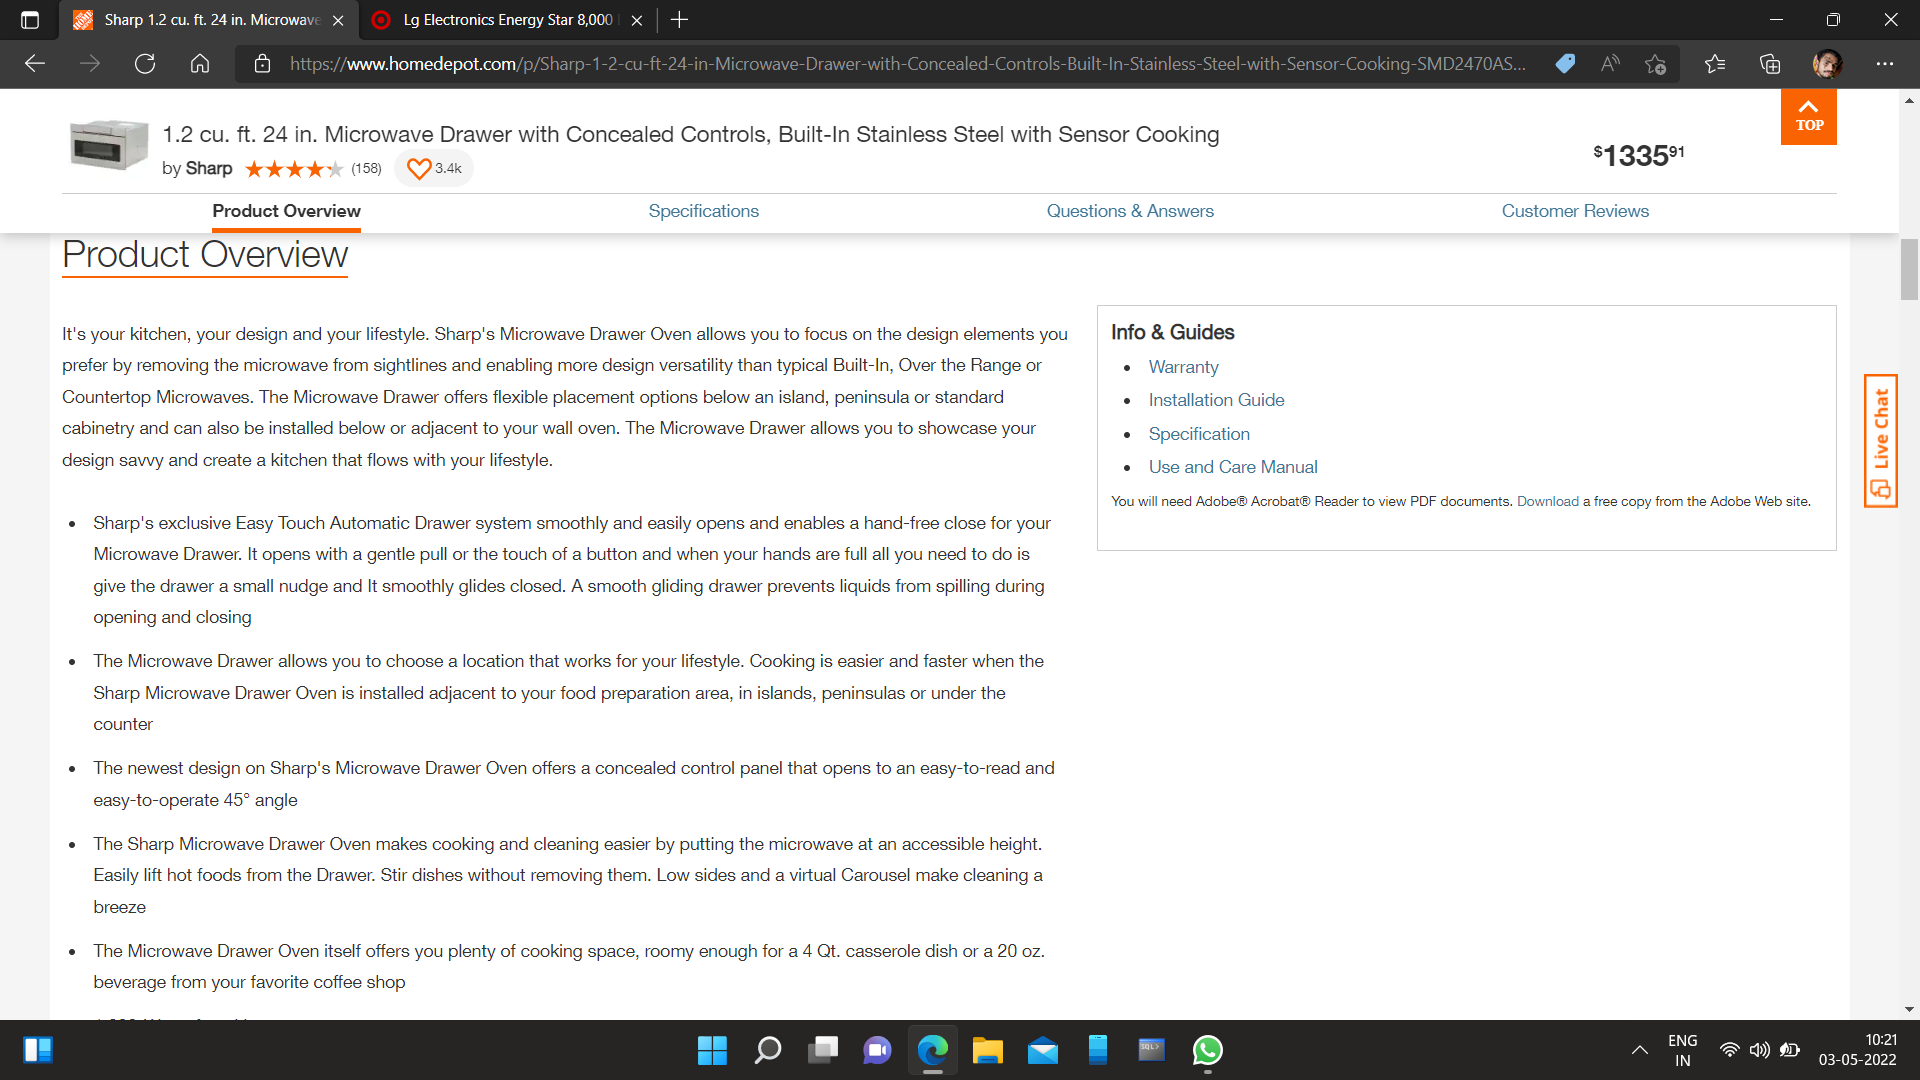 Sharp 1.2 cu. ft. 24 in. Microwave
Lg Electronics Energy Star 8,000
https://www.homedepot.com/p/Sharp-1-2-cu-ft-24-in-Microwave-Drawer-with-Concealed-Controls-Built-In-Stainless-Steel-with-Sensor-Cooking-SMD2470AS...
TOP
1.2 cu. ft. 24 in. Microwave Drawer with Concealed Controls, Built-In Stainless Steel with Sensor Cooking
by Sharp (158) 3.4k
$1335 91
Product Overview Specifications Questions & Answers Customer Reviews
Product Overview
It's your kitchen, your design and your lifestyle. Sharp's Microwave Drawer Oven allows you to focus on the design elements you
prefer by removing the microwave from sightlines and enabling more design versatility than typical Built-In, Over the Range or
Countertop Microwaves. The Microwave Drawer offers flexible placement options below an island, peninsula or standard
cabinetry and can also be installed below or adjacent to your wall oven. The Microwave Drawer allows you to showcase your
design savvy and create a kitchen that flows with your lifestyle.
• Sharp's exclusive Easy Touch Automatic Drawer system smoothly and easily opens and enables a hand-free close for your
Microwave Drawer. It opens with a gentle pull or the touch of a button and when your hands are full all you need to do is
give the drawer a small nudge and It smoothly glides closed. A smooth gliding drawer prevents liquids from spilling during
opening and closing
• The Microwave Drawer allows you to choose a location that works for your lifestyle. Cooking is easier and faster when the
Sharp Microwave Drawer Oven is installed adjacent to your food preparation area, in islands, peninsulas or under the
counter
• The newest design on Sharp's Microwave Drawer Oven offers a concealed control panel that opens to an easy-to-read and
easy-to-operate 45° angle
• The Sharp Microwave Drawer Oven makes cooking and cleaning easier by putting the microwave at an accessible height.
Easily lift hot foods from the Drawer. Stir dishes without removing them. Low sides and a virtual Carousel make cleaning a
breeze
• The Microwave Drawer Oven itself offers you plenty of cooking space, roomy enough for a 4 Qt. casserole dish or a 20 oz.
beverage from your favorite coffee shop
Info & Guides
• Warranty
• Installation Guide
• Specification
• Use and Care Manual
You will need Adobe® Acrobat® Reader to view PDF documents. Download a free copy from the Adobe Web site.
Live Chat
SQL>
ENG
IN
10:21
03-05-2022